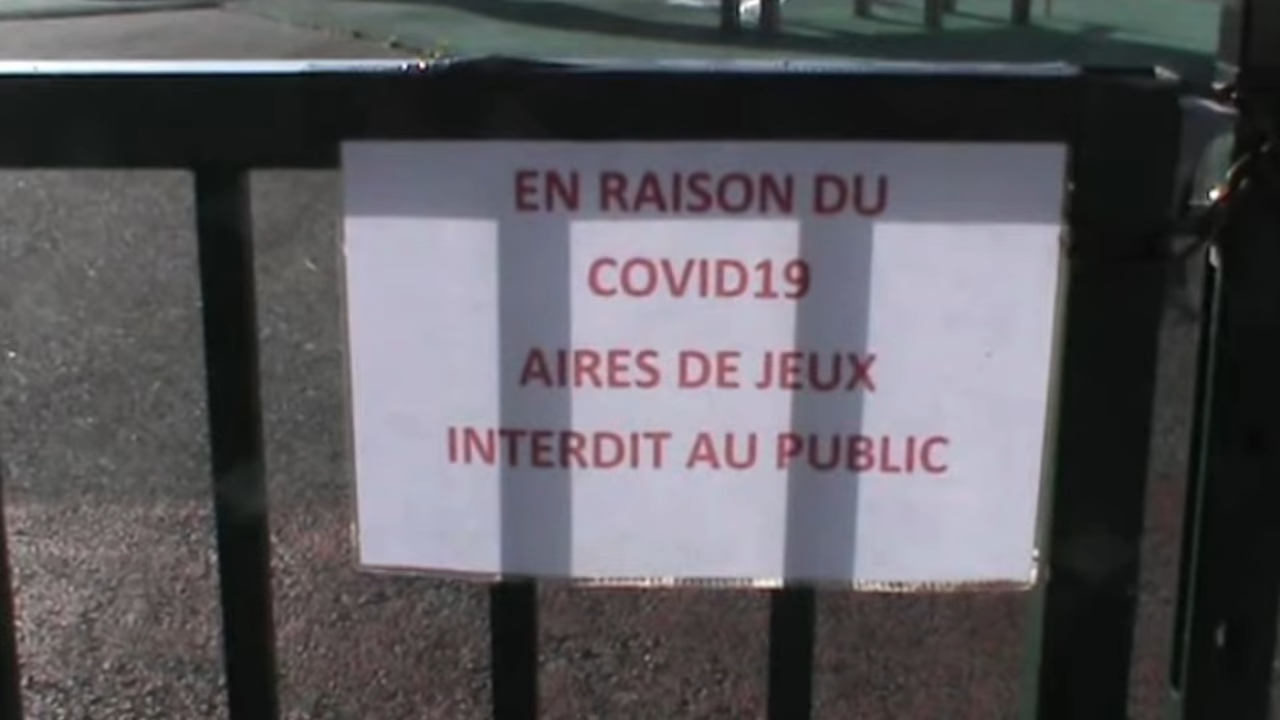 EN RAISON DU
COVID19
AIRES DE JEUX
INTERDIT AU PUBLIC